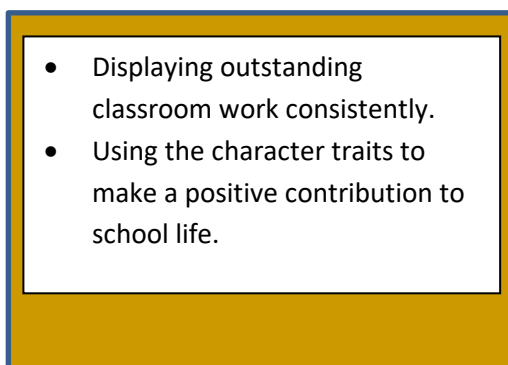 • Displaying outstanding
classroom work consistently.
• Using the character traits to
make a positive contribution to
school life.